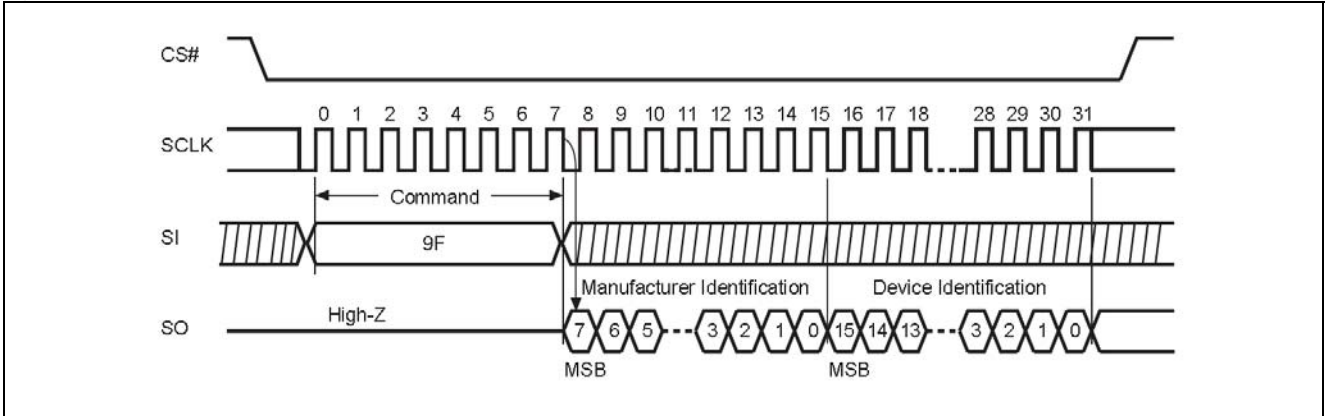 CS#
0 1 2 3 4 5 6 7 8 9 10 11 12 13 14 15 16 17 18 28 29 30 31
SCLK
Command
SI
9F
Manufacturer Identification Device Identification
High-Z
SO
7 6 5 3 2 1 0 15 14 13 3 2 1 0
MSB MSB